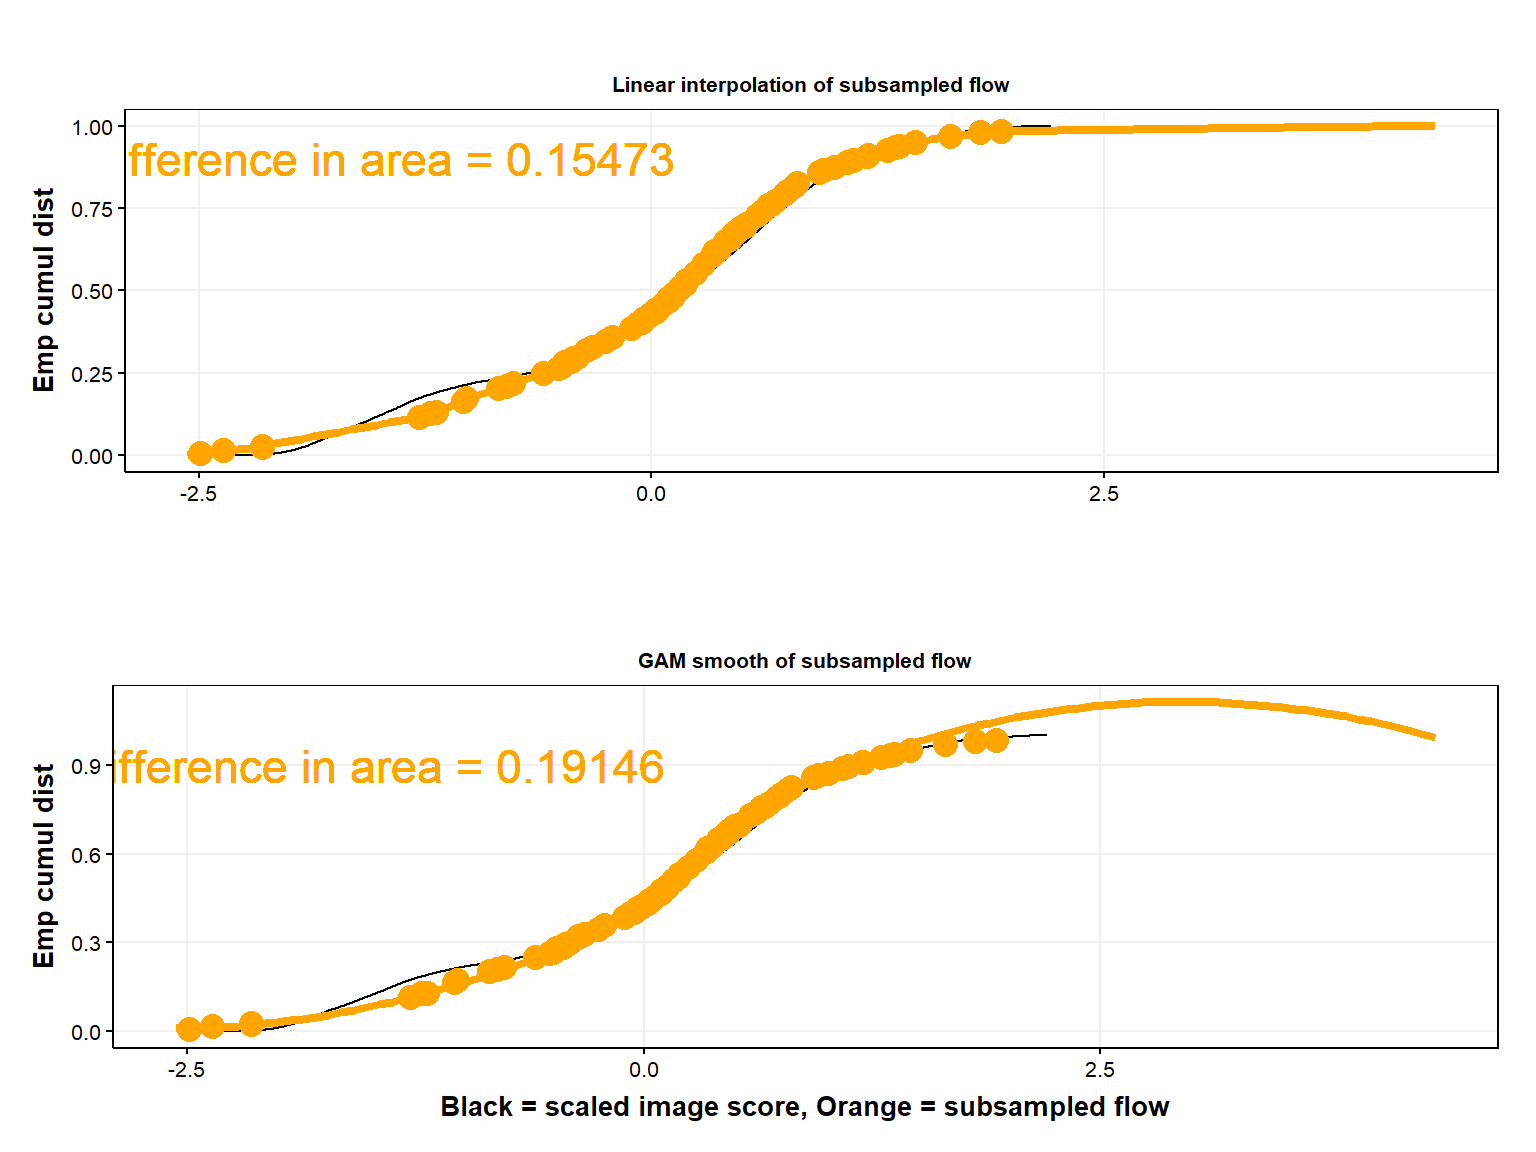 Linear interpolation of subsampled flow
Emp cumul dist
1.00
0.75
0.50
0.25
0.00
fference in area = 0.15473
-2.5 0.0 2.5
GAM smooth of subsampled flow
Emp cumul dist
0.9
0.6
0.3
0.0
ifference in area = 0.19146
-2.5 0.0 2.5
Black = scaled image score, Orange = subsampled flow